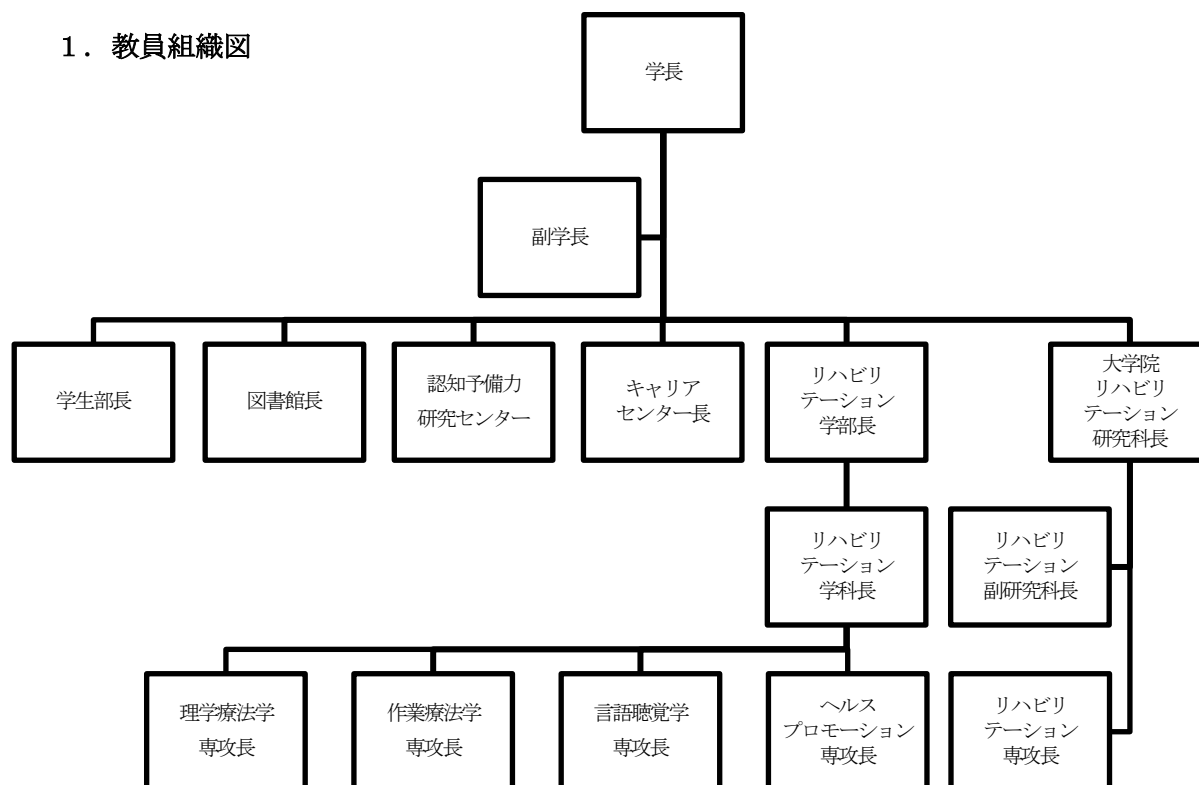 １．教員組織図
学長
副学長
学生部長
図書館長
認知予備力
研究センター
キャリア
センター長
リハビリ
テーション
学部長
大学院
リハビリ
テーション
研究科長
リハビリ
テーション
学科長
リハビリ
テーション
副研究科長
理学療法学
専攻長
作業療法学
専攻長
言語聴覚学
専攻長
ヘルス
プロモーション
専攻長
リハビリ
テーション
専攻長